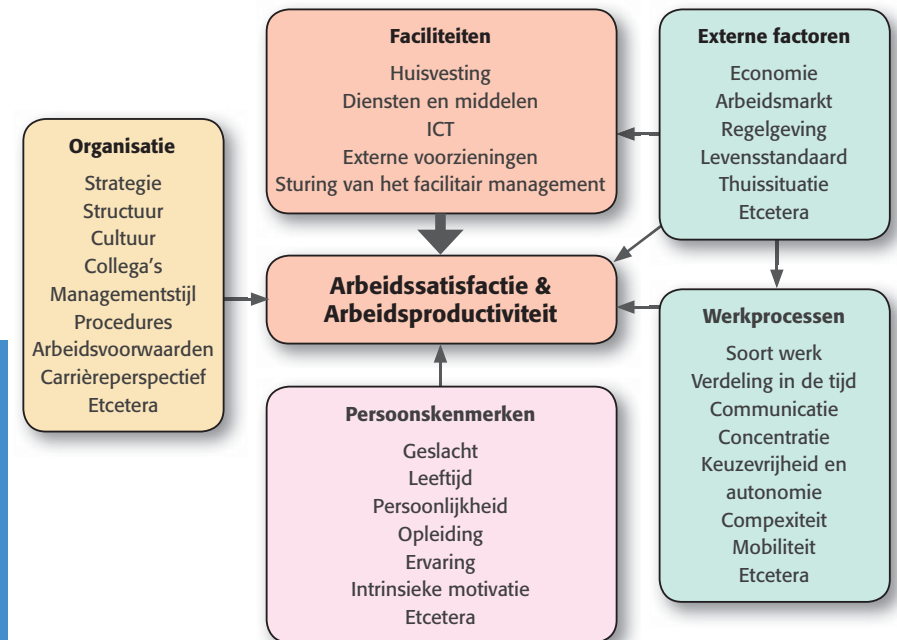 Faciliteiten
Huisvesting
Diensten en middelen
ICT
Externe voorzieningen
Sturing van het facilitair management
Externe factoren
Economie
Arbeidsmarkt
Regelgeving
Levensstandaard
Thuissituatie
Etcetera
Organisatie
Strategie
Structuur
Cultuur
Collega's
Managementstijl
Procedures
Arbeidsvoorwaarden
Carrièreperspectief
Etcetera
Arbeidssatisfactie &
Arbeidsproductiviteit
Werkprocessen
Soort werk
Verdeling in de tijd
Communicatie
Concentratie
Keuzevrijheid en
autonomie
Compexiteit
Mobiliteit
Etcetera
Persoonskenmerken
Geslacht
Leeftijd
Persoonlijkheid
Opleiding
Ervaring
Intrinsieke motivatie
Etcetera